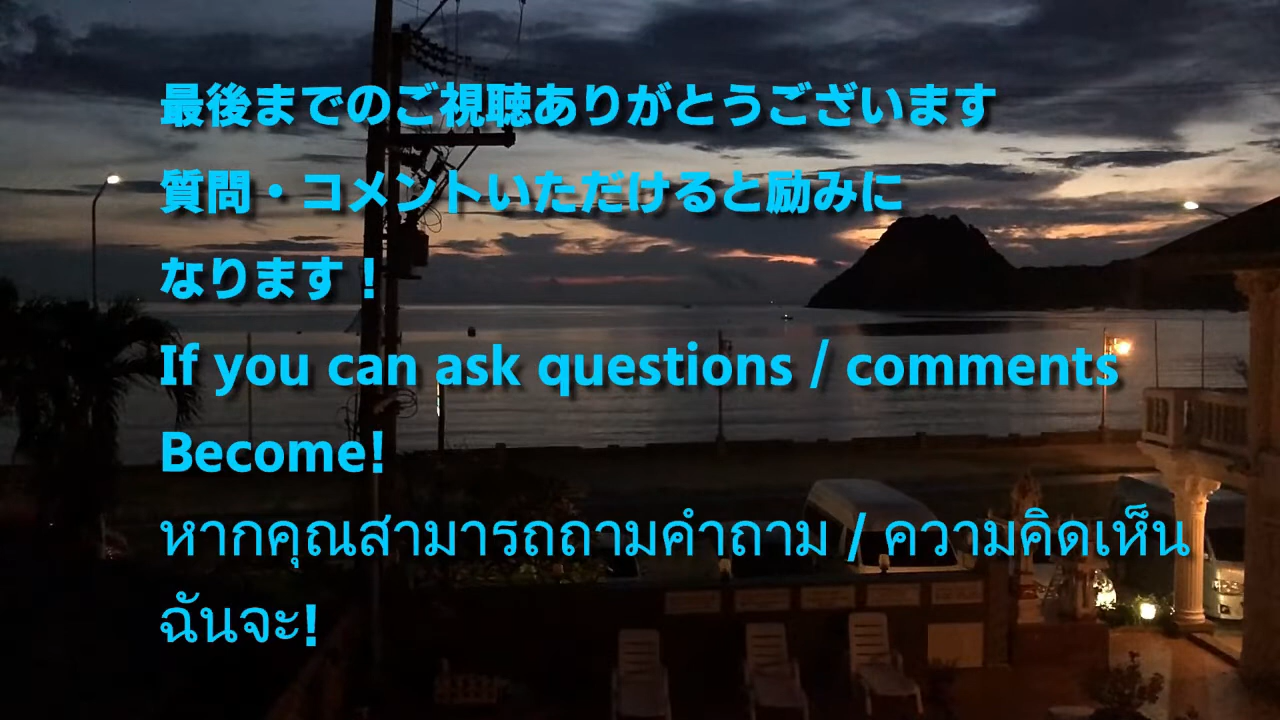 最後までのご視聴ありがとうございます
質問・コメントいただけると励みに
なります！
If you can ask questions / comments
Become!
หากคุณสามารถถามคำถาม / ความคิดเห็น
ฉันจะ!